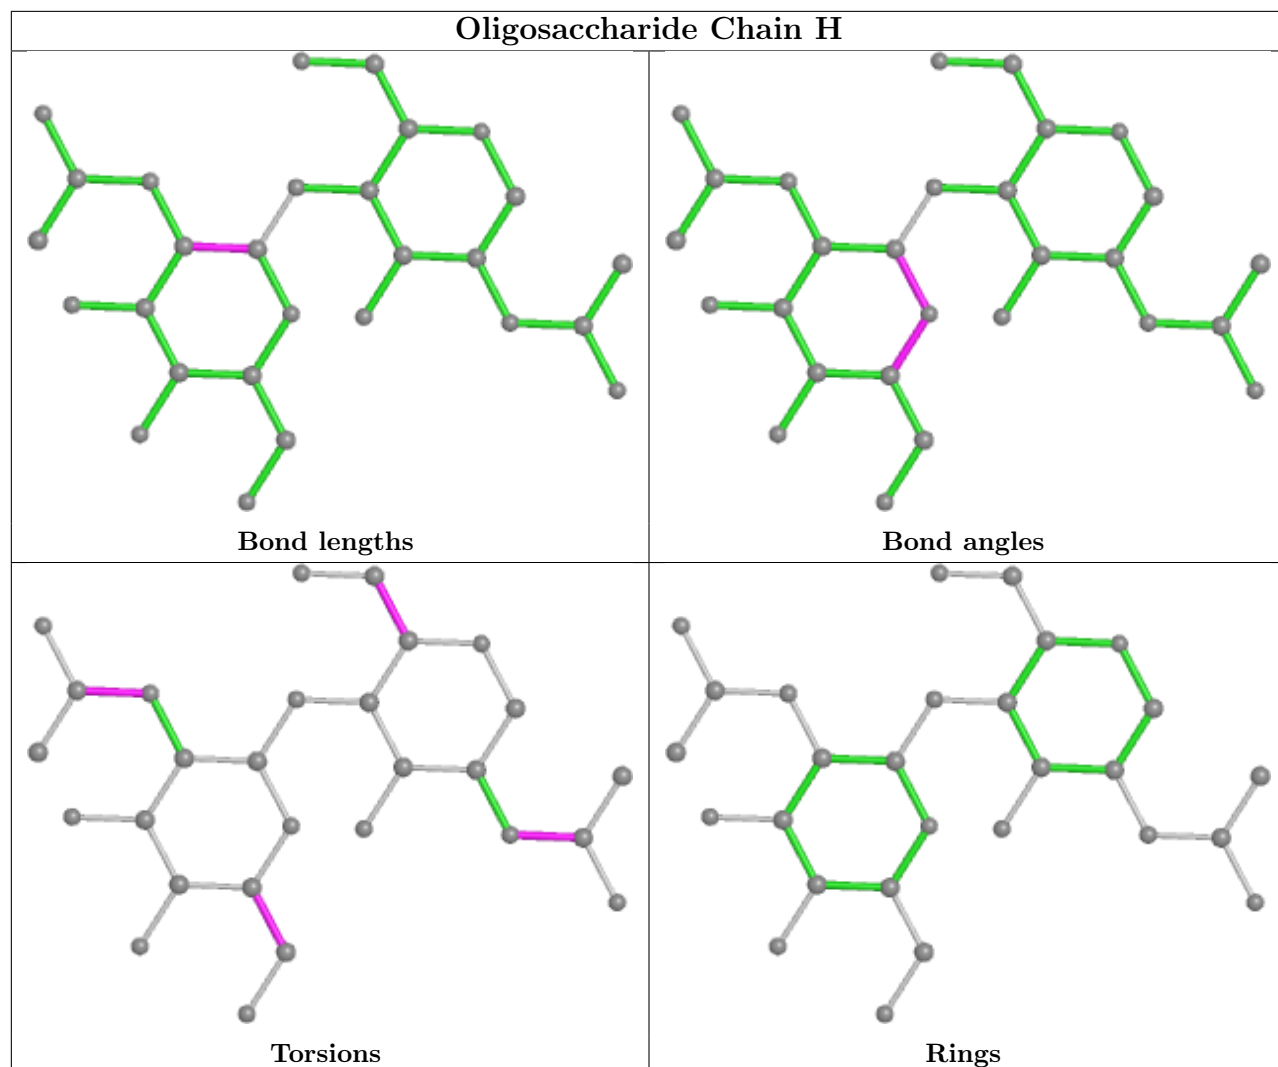 Oligosaccharide Chain H
Bond lengths
Bond angles
Torsions
Rings